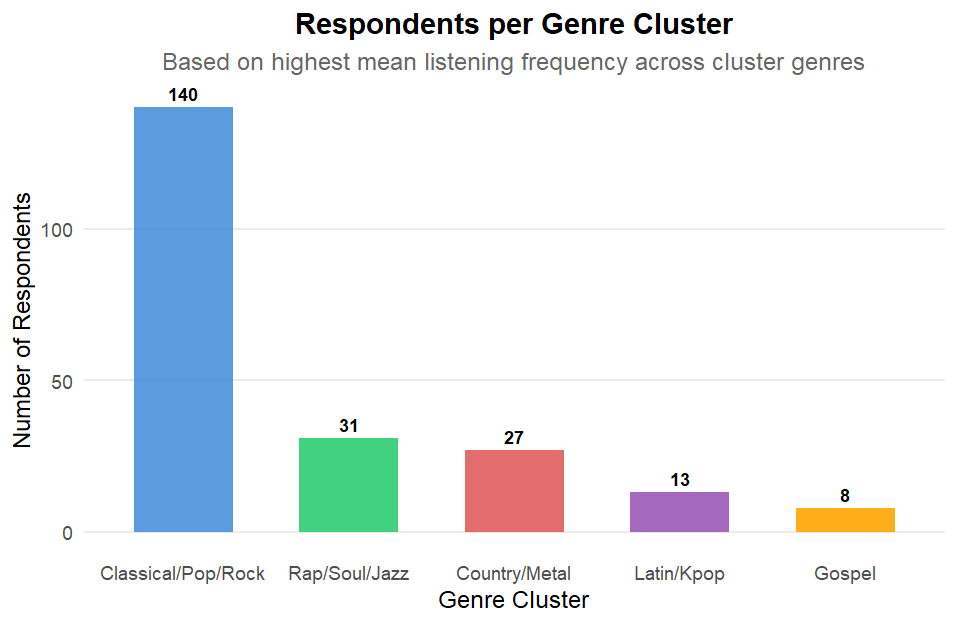 Respondents per Genre Cluster
Based on highest mean listening frequency across cluster genres
Number of Respondents
140
100
50
31
27
13
8
0
Classical/Pop/Rock Rap/Soul/Jazz Country/Metal Latin/Kpop Gospel
Genre Cluster